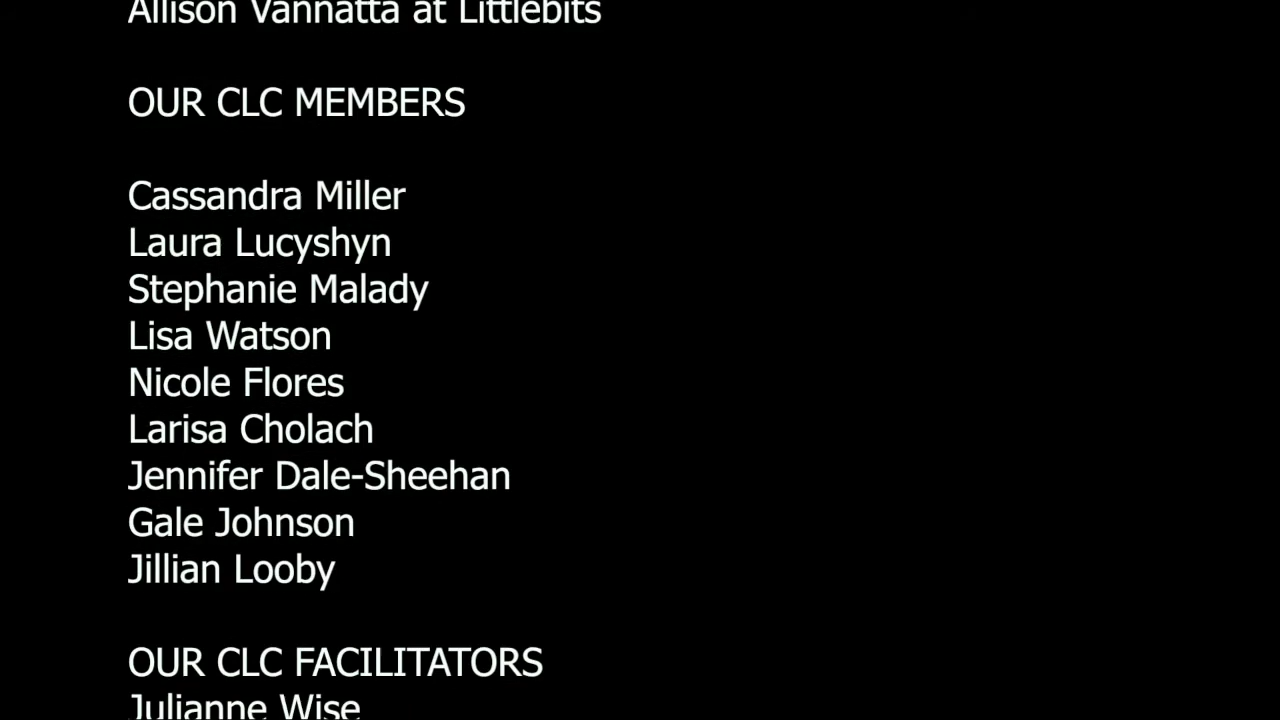 Allison Vannatta at Littlebits
OUR CLC MEMBERS
Cassandra Miller
Laura Lucyshyn
Stephanie Malady
Lisa Watson
Nicole Flores
Larisa Cholach
Jennifer Dale-Sheehan
Gale Johnson
Jillian Looby
OUR CLC FACILITATORS
Julianne Wise